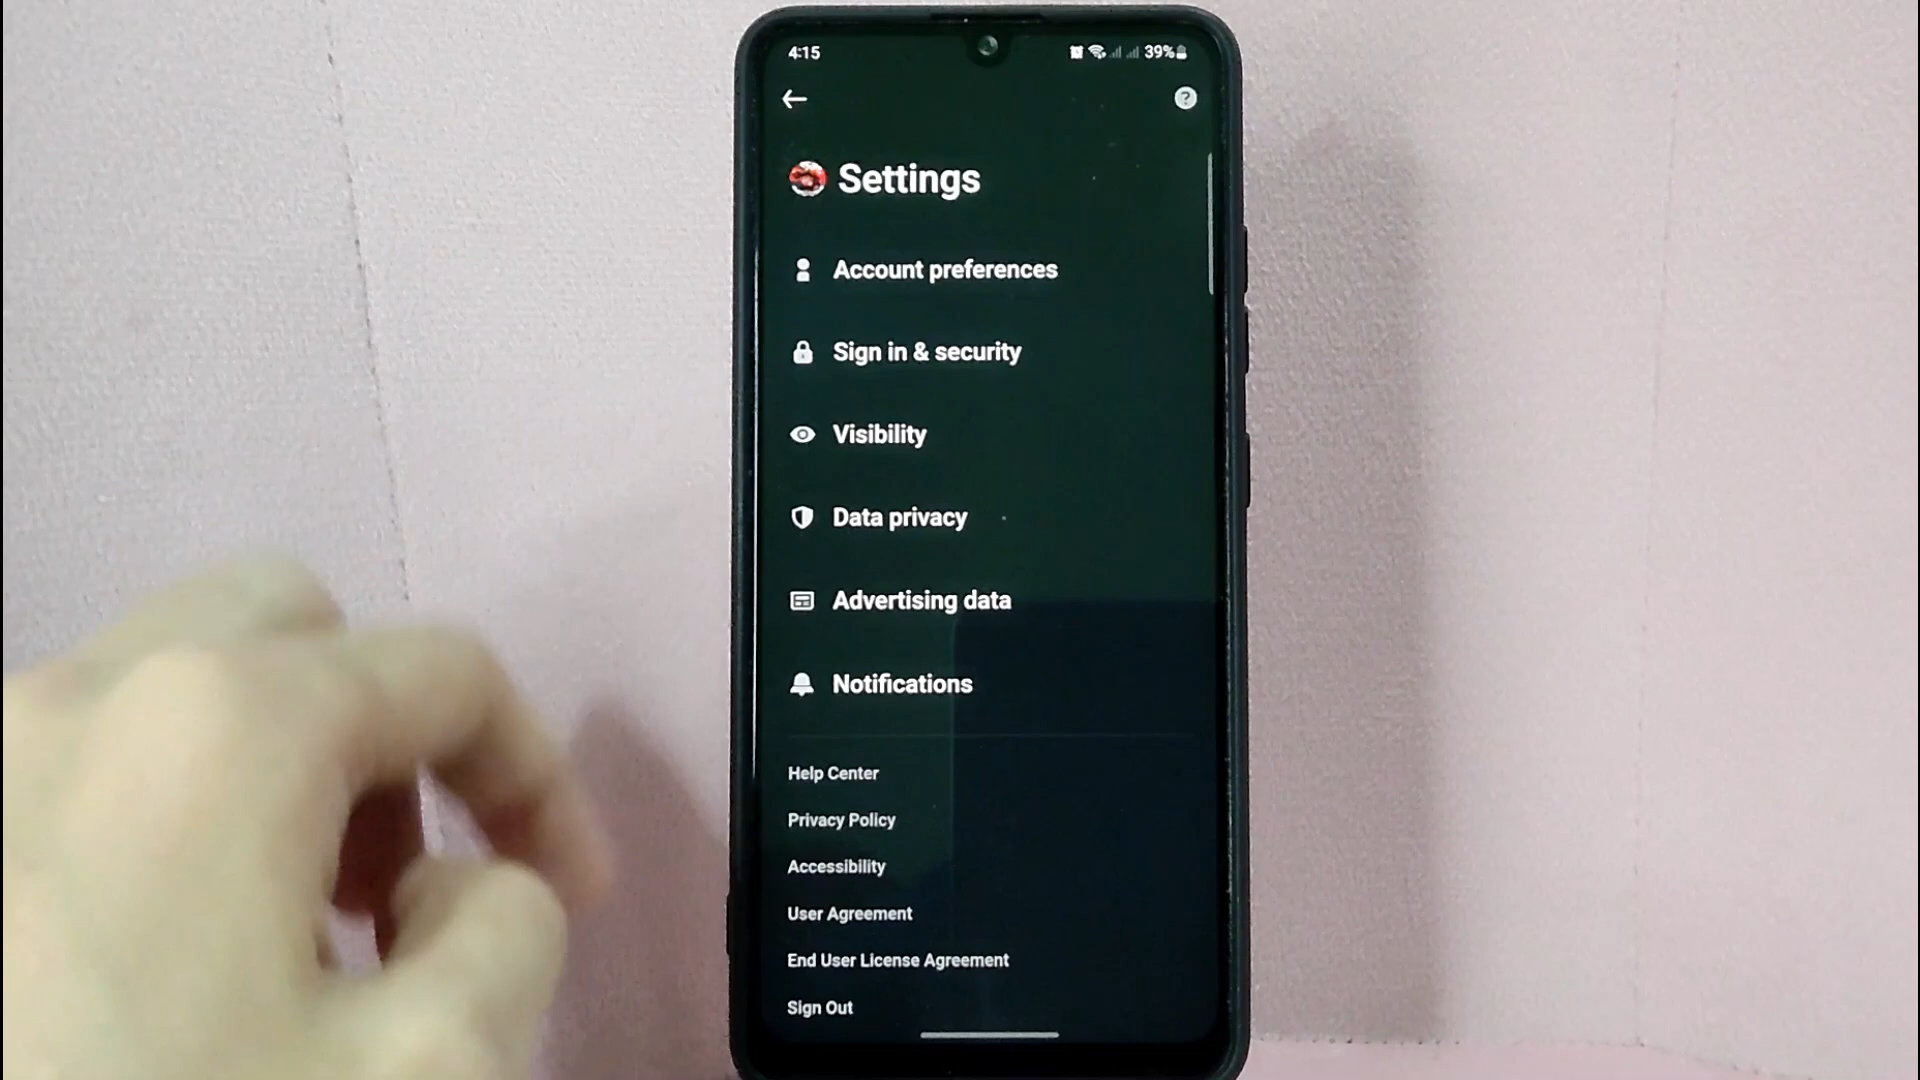 4:15
39%
?
Settings
Account preferences
Sign in & security
Visibility
Data privacy
Advertising data
Notifications
Help Center
Privacy Policy
Accessibility
User Agreement
End User License Agreement
Sign Out